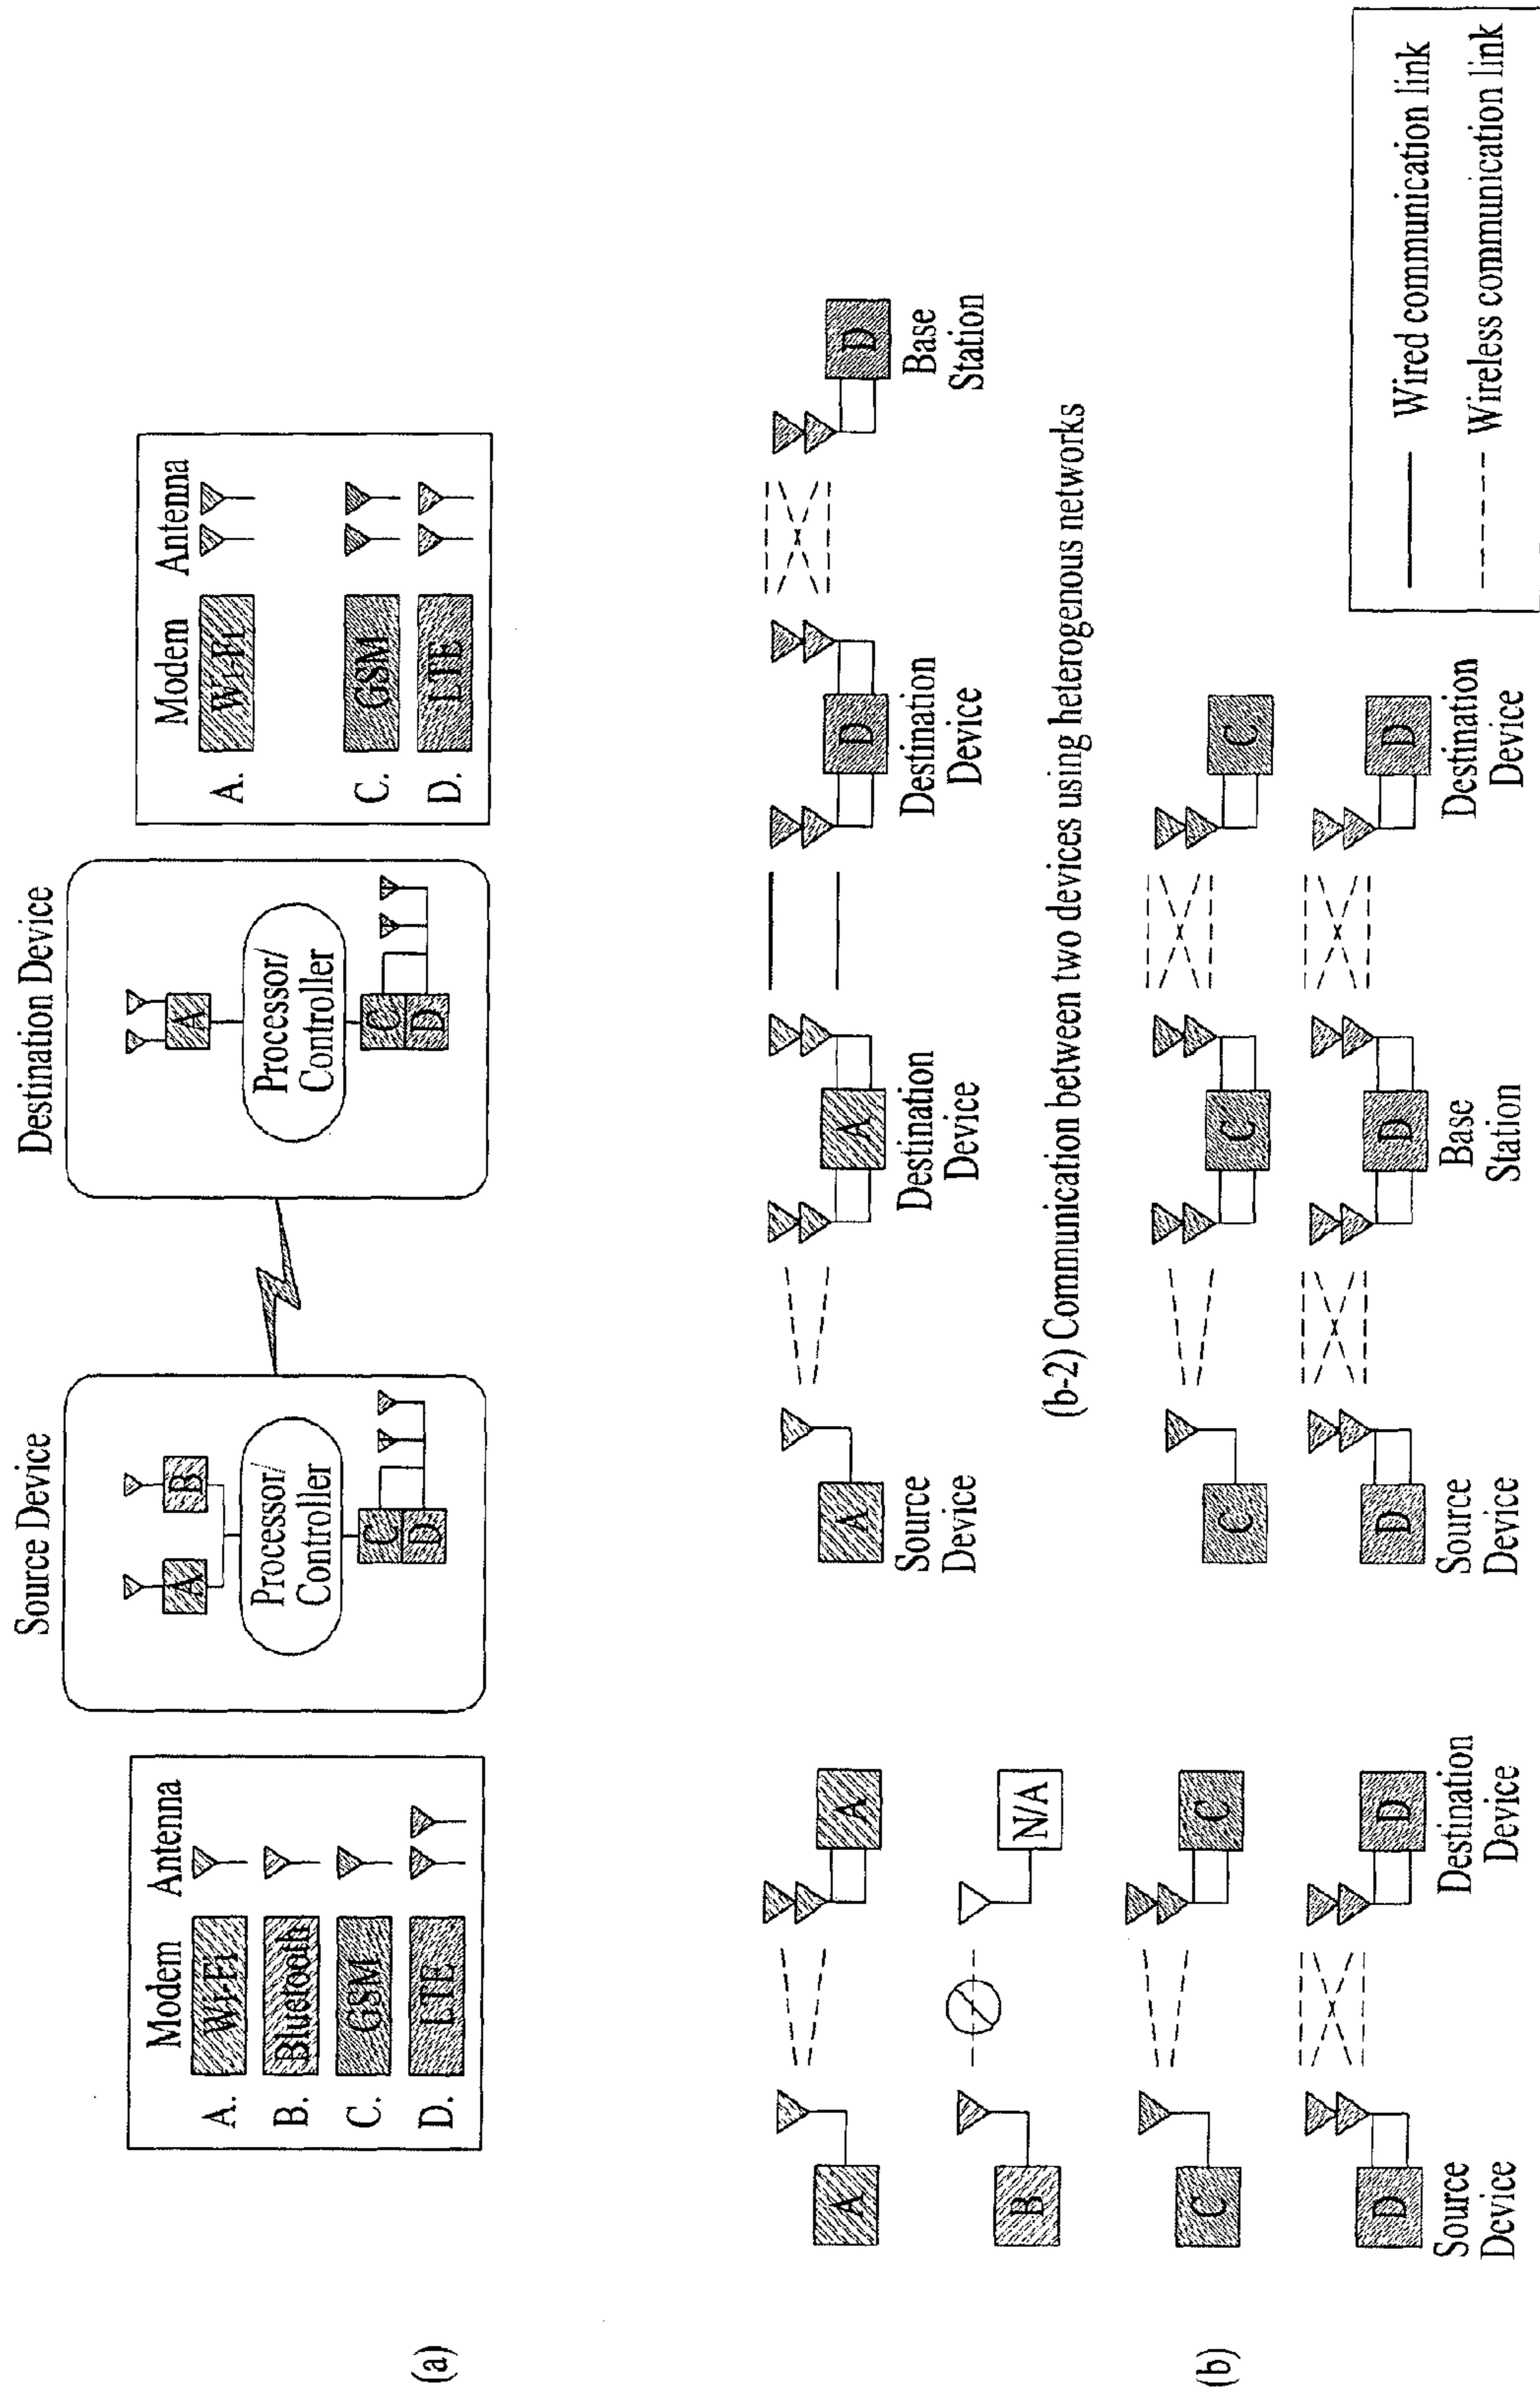 (a)
Source Device
Destination Device
Modem Antenna
A. Wi-Fi
B. Bluetooth
C. GSM
D. LTE
A
B
Processor/
Controller
C
D
A
Processor/
Controller
C
D
Modem Antenna
A. Wi-Fi
C. GSM
D. LTE
(b)
A
A
B
N/A
C
C
D
D
Source
Device
Destination
Device
A
A
D
D
Source
Device
Destination
Device
Destination
Device
Base
Station
(b-2) Communication between two devices using heterogenous networks
C
C
C
D
D
D
Source
Device
Base
Station
Destination
Device
Wired communication link
Wireless communication link